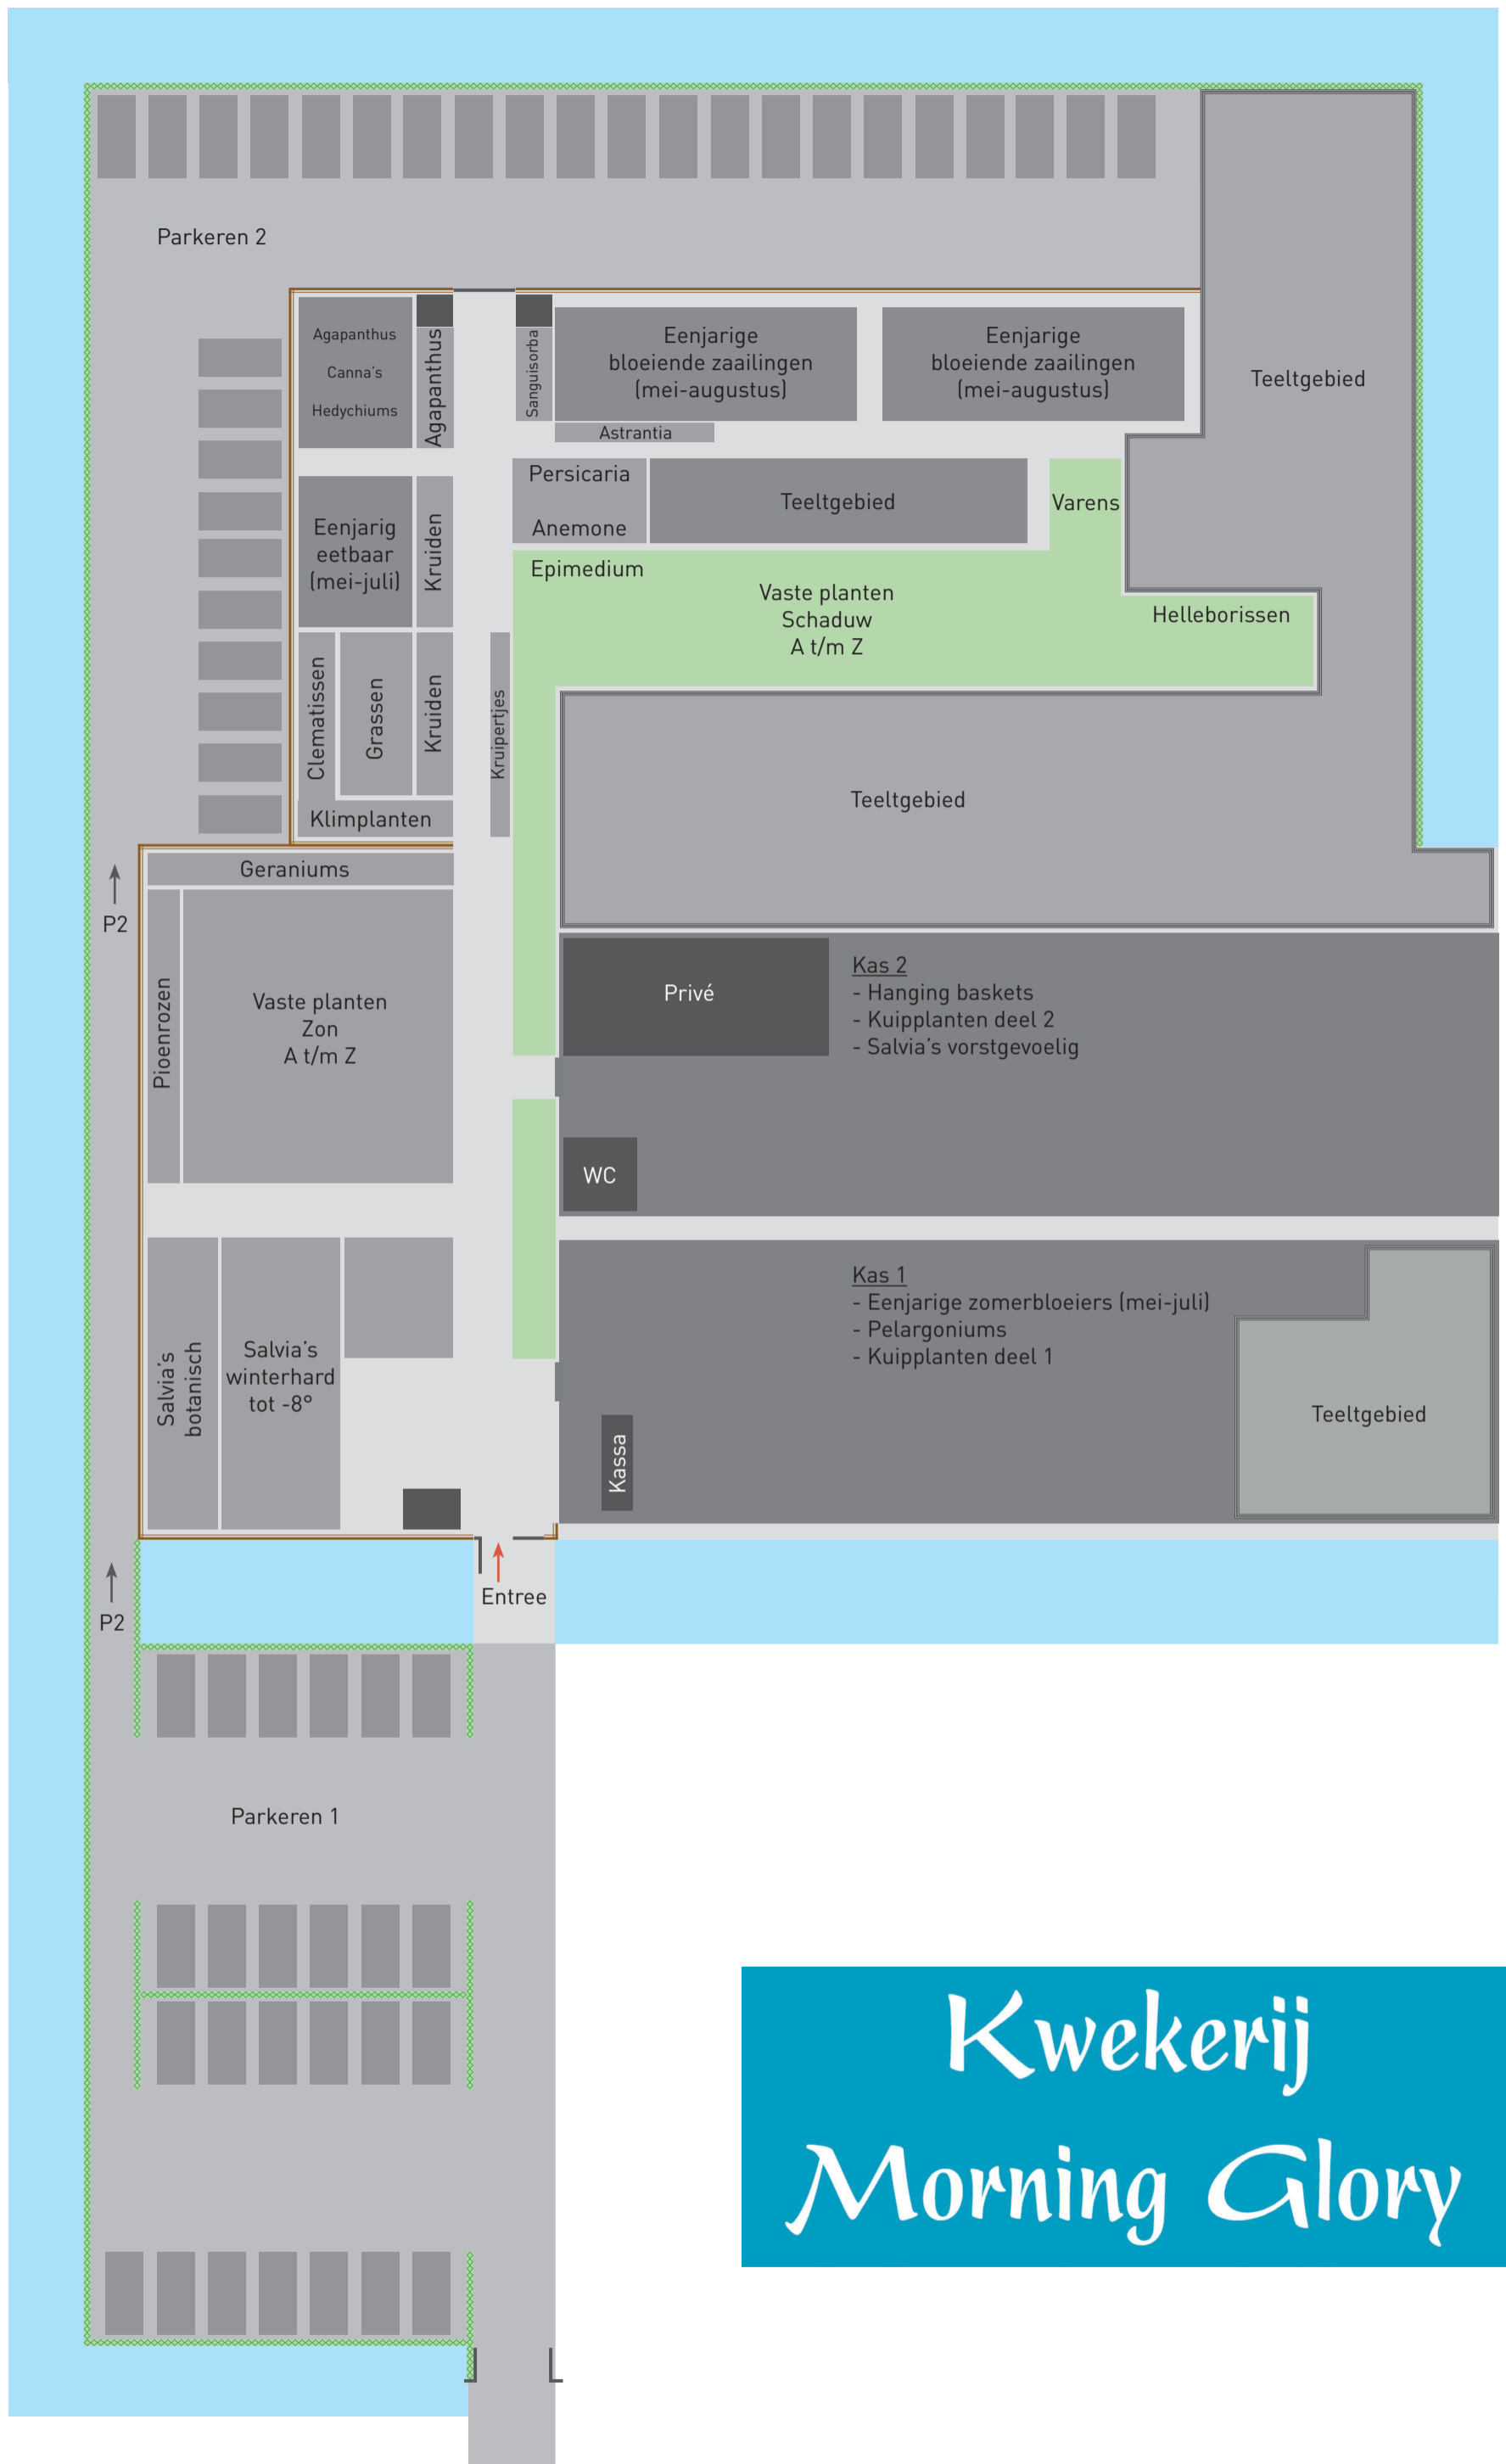 Parkeren 2
Agapanthus
Canna's
Hedychiums
Agapanthus
Sanguisorba
Eenjarige
bloeiende zaailingen
(mei-augustus)
Eenjarige
bloeiende zaailingen
(mei-augustus)
Teeltgebied
Astrantia
Persicaria
Anemone
Teeltgebied
Varens
Eenjarig
eetbaar
(mei-juli)
Kruiden
Epimedium
Vaste planten
Schaduw
A t/m Z
Helleborissen
Clematissen
Grassen
Kruiden
Kruipertjes
Klimplanten
Teeltgebied
Geraniums
P2
Pioenrozen
Vaste planten
Zon
A t/m Z
Privé
Kas 2
- Hanging baskets
- Kuipplanten deel 2
- Salvia's vorstgevoelig
WC
Kas 1
- Eenjarige zomerbloeiers (mei-juli)
- Pelargoniums
- Kuipplanten deel 1
Salvia's
botanisch
Salvia's
winterhard
tot -8°
Kassa
Teeltgebied
Entree
P2
Parkeren 1
Kwekerij
Morning Glory